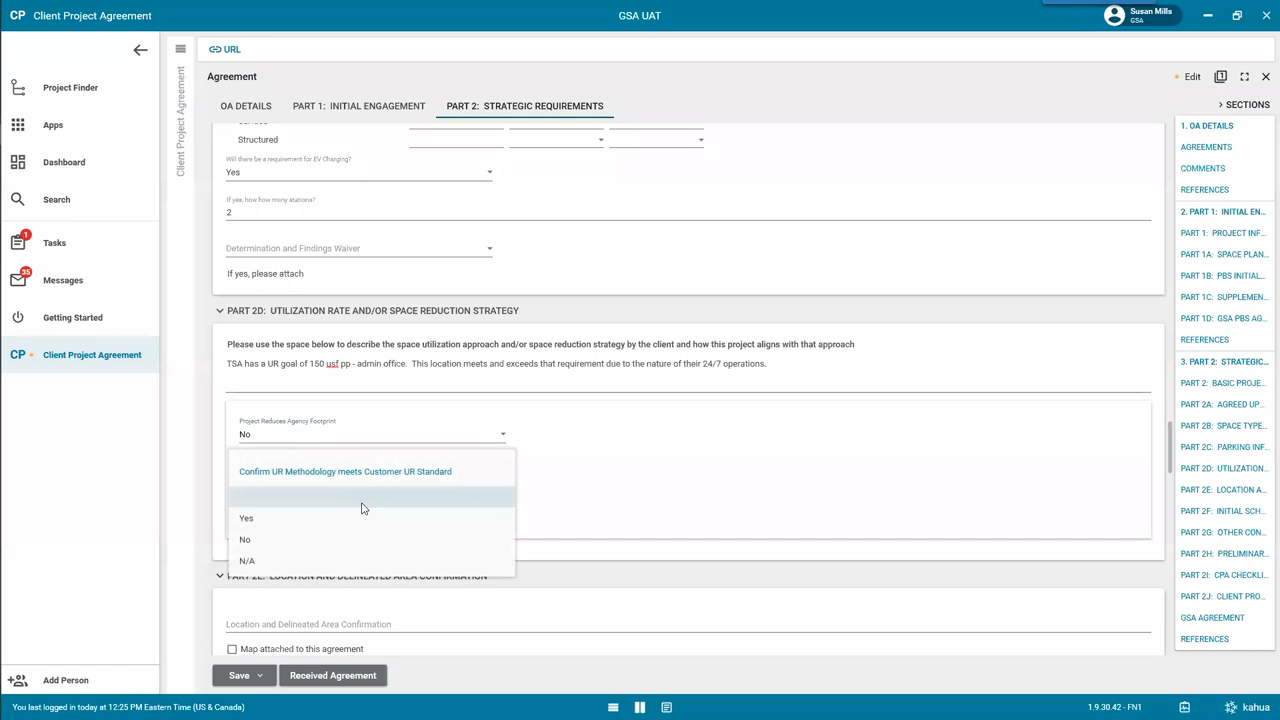 CP Client Project Agreement
GSA UAT
Susan Mills
GSA
Project Finder
Apps
Dashboard
Search
1
Tasks
35
Messages
Getting Started
CP Client Project Agreement
Add Person
Client Project Agreement
URL
Agreement
Edit
OA DETAILS
PART 1: INITIAL ENGAGEMENT
PART 2: STRATEGIC REQUIREMENTS
Structured
Will there be a requirement for EV Charging?
Yes
If yes, how how many stations?
2
Determination and Findings Waiver
If yes, please attach
PART 2D: UTILIZATION RATE AND/OR SPACE REDUCTION STRATEGY
Please use the space below to describe the space utilization approach and/or space reduction strategy by the client and how this project aligns with that approach
TSA has a UR goal of 150 usf pp - admin office. This location meets and exceeds that requirement due to the nature of their 24/7 operations.
Project Reduces Agency Footprint
No
Confirm UR Methodology meets Customer UR Standard
Yes
No
N/A
PART 2E: LOCATION AND DELINEATED AREA CONFIRMATION
Location and Delineated Area Confirmation
Map attached to this agreement
Save
Received Agreement
> SECTIONS
1. OA DETAILS
AGREEMENTS
COMMENTS
REFERENCES
2. PART 1: INITIAL EN...
PART 1: PROJECT INF...
PART 1A: SPACE PLAN...
PART 1B: PBS INITIAL...
PART 1C: SUPPLEMEN...
PART 1D: GSA PBS AG...
REFERENCES
3. PART 2: STRATEGIC...
PART 2: BASIC PROJE...
PART 2A: AGREED UP...
PART 2B: SPACE TYPE...
PART 2C: PARKING INF...
PART 2D: UTILIZATION...
PART 2E: LOCATION A...
PART 2F: INITIAL SCH...
PART 2G: OTHER CON...
PART 2H: PRELIMINAR...
PART 2I: CPA CHECKLI...
PART 2J: CLIENT PRO...
GSA AGREEMENT
REFERENCES
You last logged in today at 12:25 PM Eastern Time (US & Canada)
1.9.30.42 - FN1
kahua